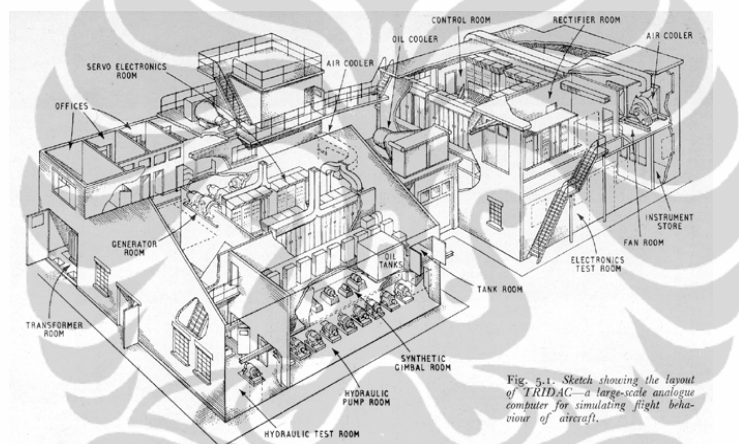 CONTROL ROOM
RECTIFIER ROOM
OIL COOLER
AIR COOLER
SERVO ELECTRONICS
ROOM
AIR COOLER
OFFICES
GENERATOR
ROOM
INSTRUMENT
STORE
FAN ROOM
ELECTRONICS
TEST ROOM
OIL
TANKS
TANK ROOM
TRANSFORMER
ROOM
SYNTHETIC
GIMBAL ROOM
HYDRAULIC
PUMP ROOM
HYDRAULIC TEST ROOM
Fig. 5.1. Sketch showing the layout
of TRIDAC—a large-scale analogue
computer for simulating flight beha-
viour of aircraft.